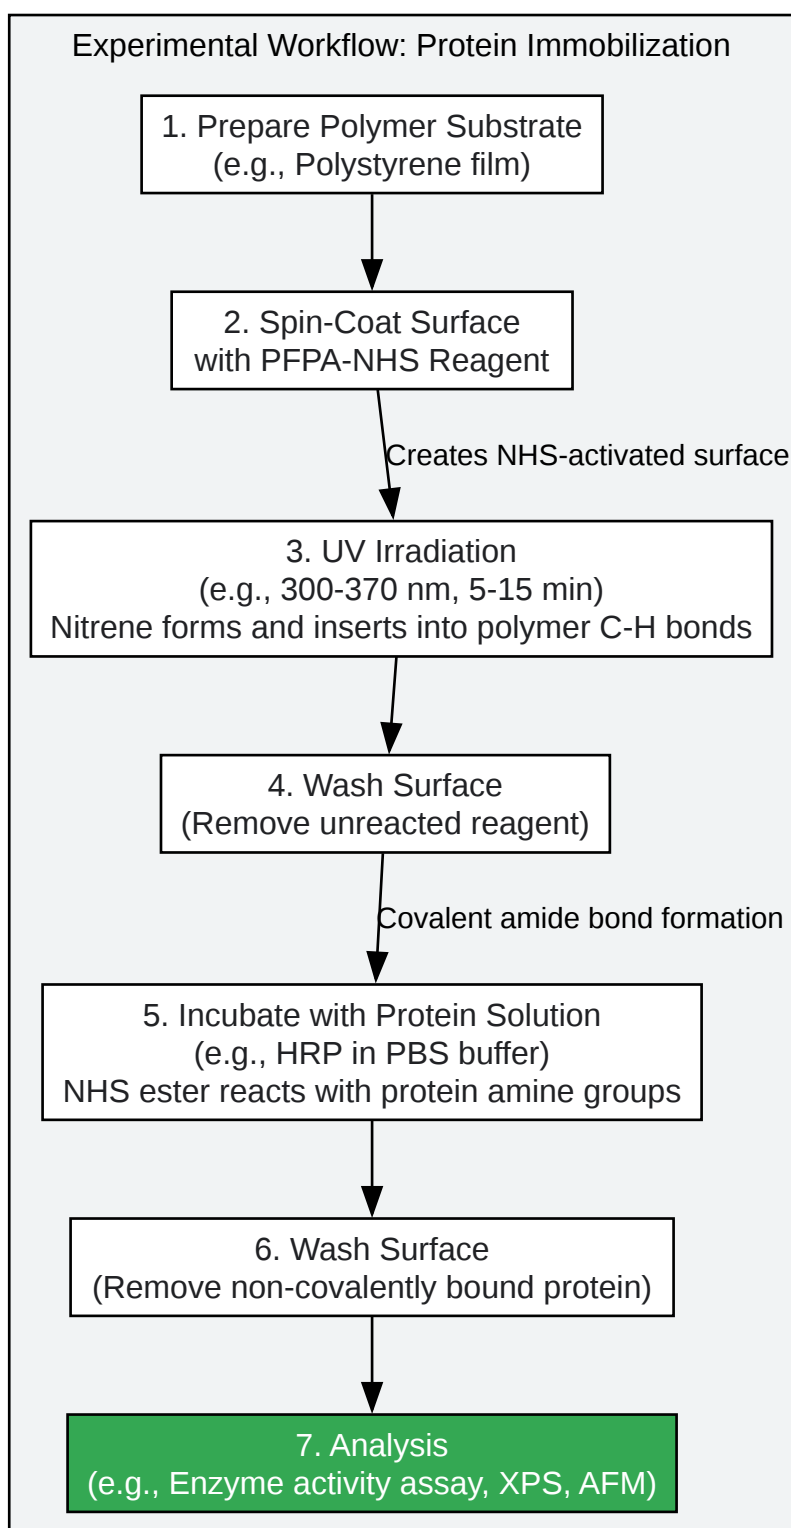 Experimental Workflow: Protein Immobilization
1. Prepare Polymer Substrate
(e.g., Polystyrene film)
2. Spin-Coat Surface
with PFPA-NHS Reagent
Creates NHS-activated surface
3. UV Irradiation
(e.g., 300-370 nm, 5-15 min)
Nitrene forms and inserts into polymer C-H bonds
4. Wash Surface
(Remove unreacted reagent)
Covalent amide bond formation
5. Incubate with Protein Solution
(e.g., HRP in PBS buffer)
NHS ester reacts with protein amine groups
6. Wash Surface
(Remove non-covalently bound protein)
7. Analysis
(e.g., Enzyme activity assay, XPS, AFM)